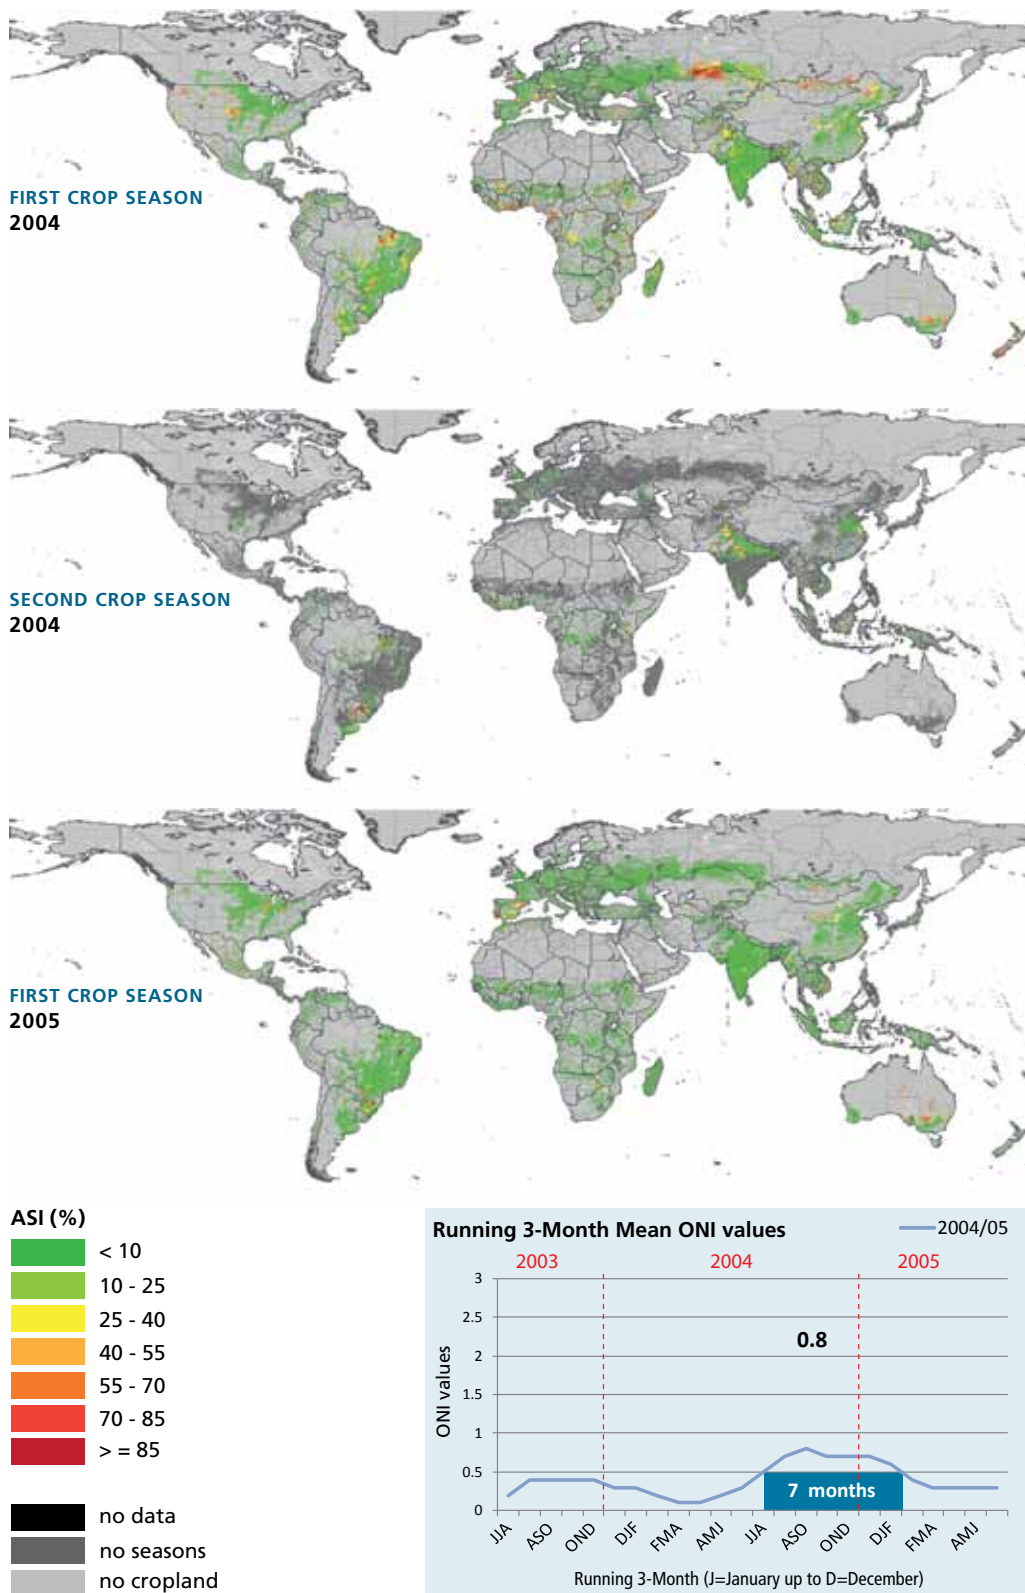 FIRST CROP SEASON
2004
SECOND CROP SEASON
2004
FIRST CROP SEASON
2005
ASI (%)
< 10
10 - 25
25 - 40
40 - 55
55 - 70
70 - 85
> = 85
no data
no seasons
no cropland
Running 3-Month Mean ONI values
2004/05
2003
2004
2005
3
2.5
2
1.5
1
0.5
0
ONI values
0.8
7 months
JJA
ASO
OND
DJF
FMA
AMJ
JJA
ASO
OND
DJF
FMA
AMJ
Running 3-Month (J=January up to D=December)